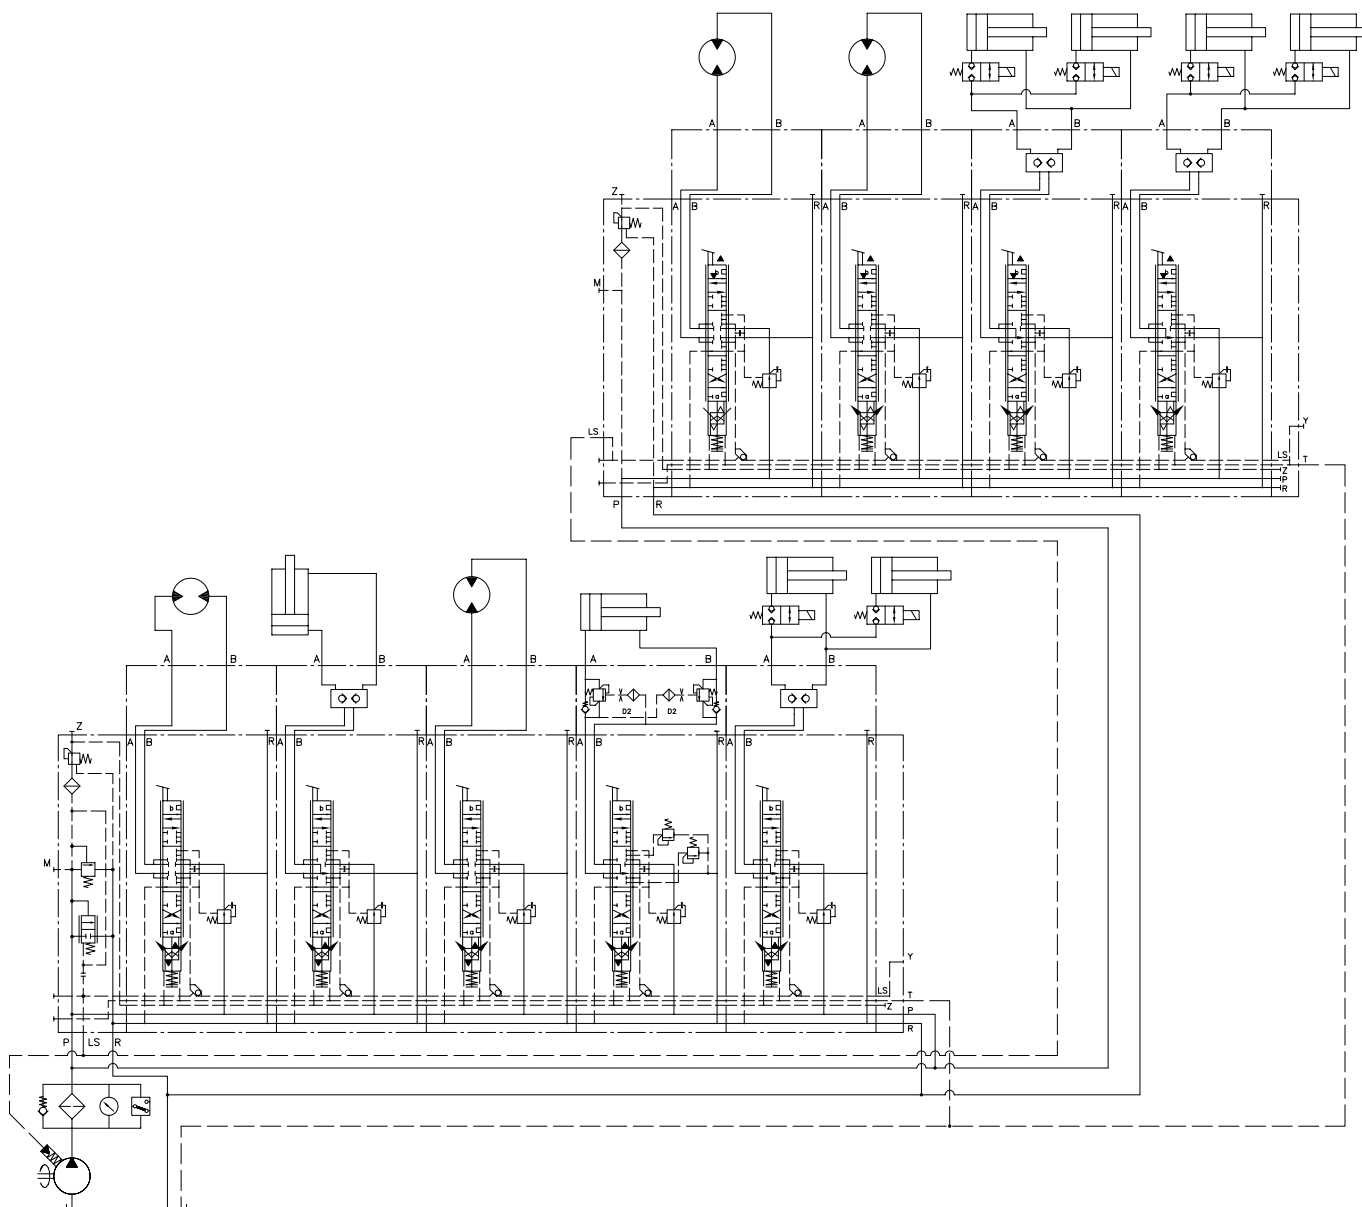 A B A B A B A B
Z
A B R A B R A B R A B R
M
b b b b
a a a a
LS Y
LS T
Z
P
R
P R
A B A B A B A B A B
D2 D2
Z
A B R A B R A B R A B R A B R
b b b b b
M
a a a a a
Y
LS T
Z P
R
P LS R